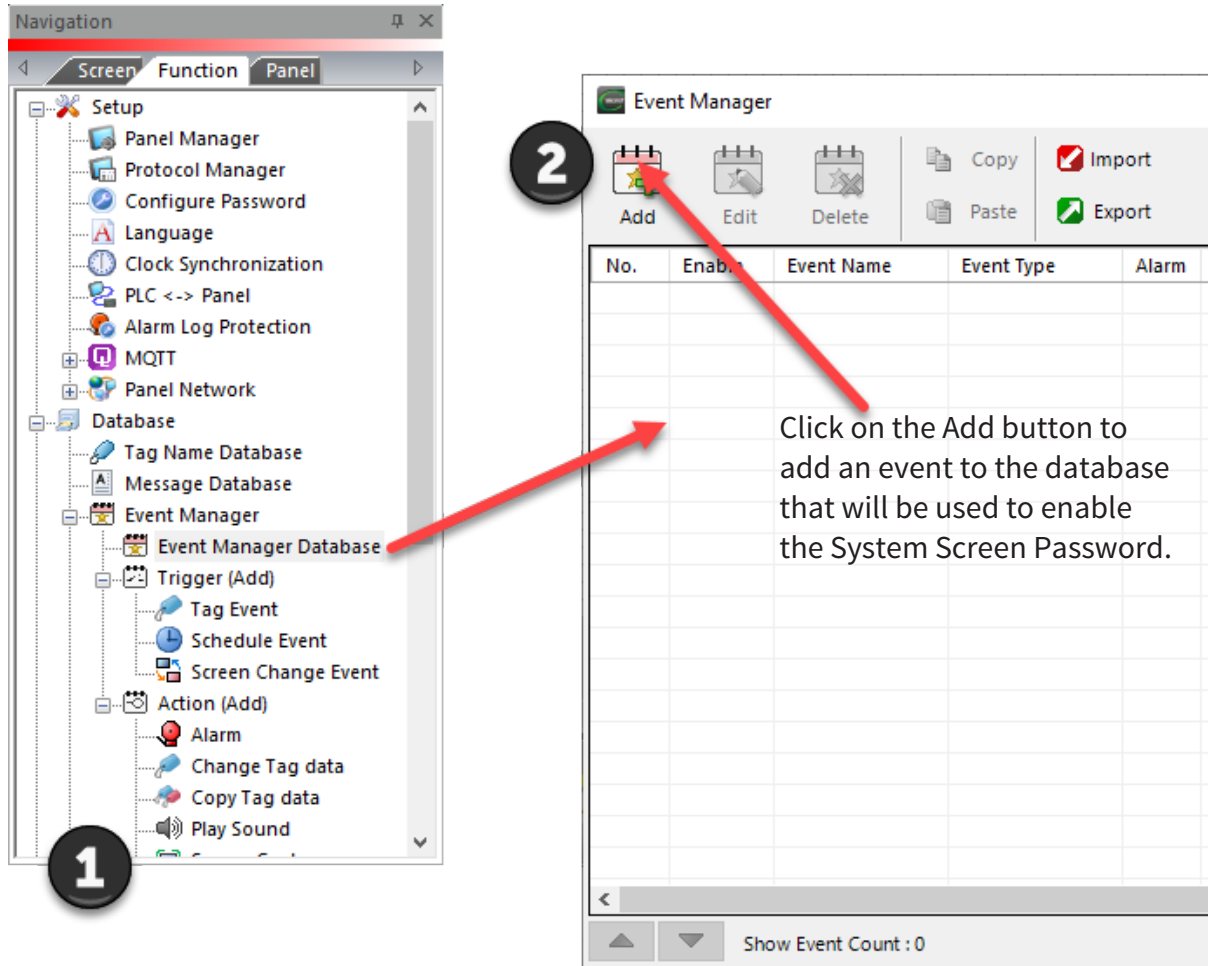 Navigation
Screen Function Panel
Setup
Panel Manager
Protocol Manager
Configure Password
A Language
Clock Synchronization
PLC <-> Panel
Alarm Log Protection
MQTT
Panel Network
Database
Tag Name Database
Message Database
Event Manager
Event Manager Database
Trigger (Add)
Tag Event
Schedule Event
Screen Change Event
Action (Add)
Alarm
Change Tag data
Copy Tag data
Play Sound
1
Event Manager
2
Add Edit Delete Copy Paste Import Export
No. Enable Event Name Event Type Alarm
Click on the Add button to
add an event to the database
that will be used to enable
the System Screen Password.
Show Event Count : 0